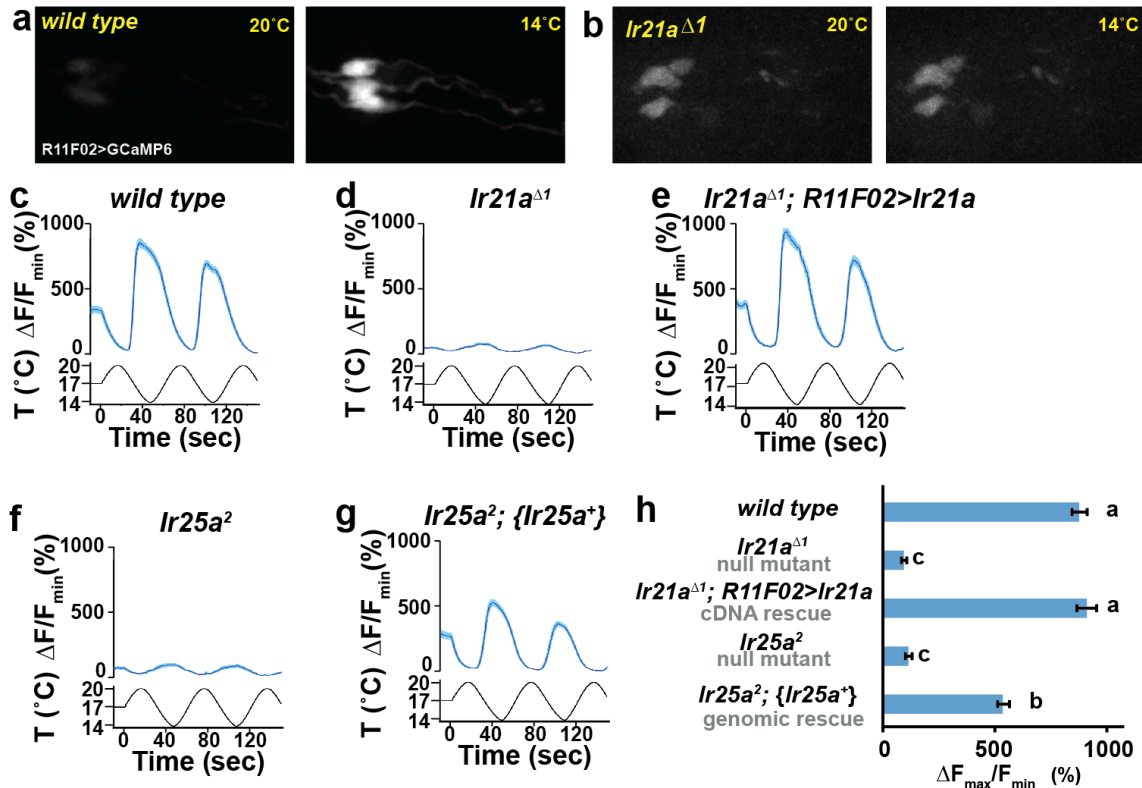 a
wild type
20˚C
14˚C
R11F02>GCaMP6
b
Ir21a Δ1
20˚C
14˚C
c
wild type
1000
500
0
ΔF/Fmin(%)
T (˚C)
20
17
14
0 40 80 120
Time (sec)
d
Ir21aΔ1
1000
500
0
ΔF/Fmin(%)
T (˚C)
20
17
14
0 40 80 120
Time (sec)
e
Ir21aΔ1; R11F02>Ir21a
1000
500
0
ΔF/Fmin(%)
T (˚C)
20
17
14
0 40 80 120
Time (sec)
f
Ir25a²
1000
500
0
ΔF/Fmin(%)
T (˚C)
20
17
14
0 40 80 120
Time (sec)
g
Ir25a²; {Ir25a⁺}
1000
500
0
ΔF/Fmin(%)
T (˚C)
20
17
14
0 40 80 120
Time (sec)
h
wild type
a
Ir21aΔ1
null mutant
c
Ir21aΔ1; R11F02>Ir21a
cDNA rescue
a
Ir25a²
null mutant
c
Ir25a²; {Ir25a⁺}
genomic rescue
b
0 500 1000
ΔFmax/Fmin (%)